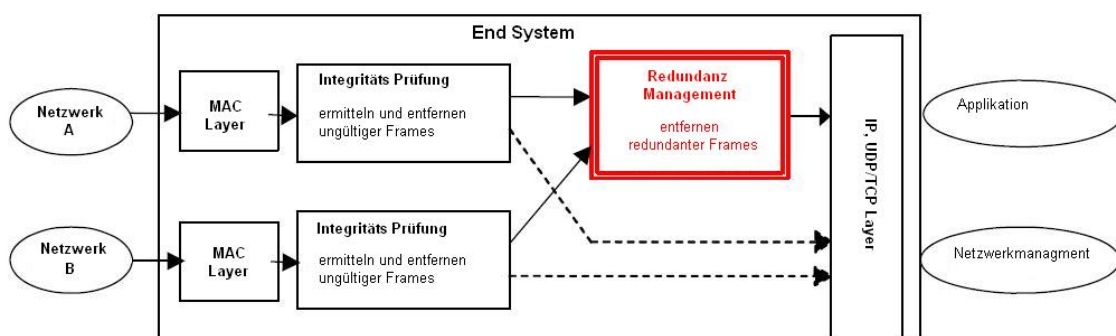 End System
Netzwerk
A
MAC
Layer
Integritäts Prüfung
ermitteln und entfernen
ungültiger Frames
Redundanz
Management
entfernen
redundanter Frames
IP, UDP/TCP Layer
Applikation
Netzwerk
B
MAC
Layer
Integritäts Prüfung
ermitteln und entfernen
ungültiger Frames
Netzwerkmanagment